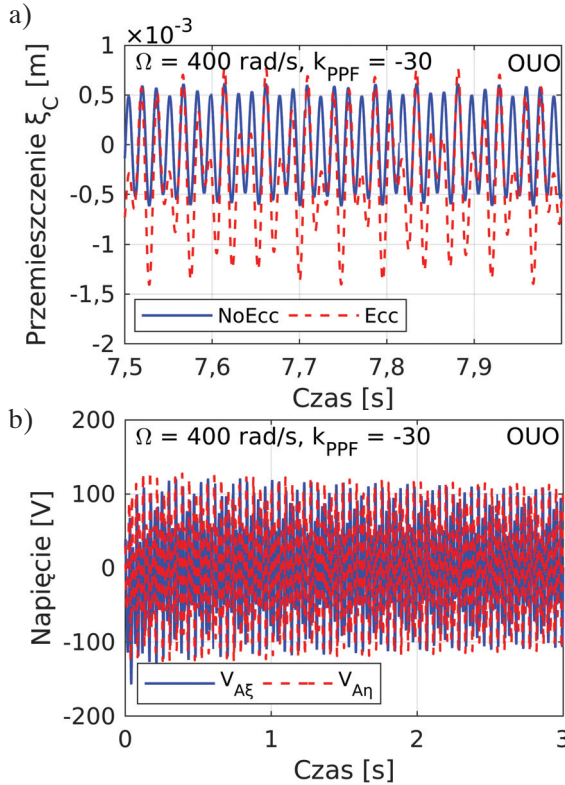 a)
×10⁻³
Ω = 400 rad/s, k_PPF = -30 OUO
1
0,5
0
-0,5
-1
-1,5
-2
Przemieszczenie ξ_C [m]
NoEcc Ecc
7,5 7,6 7,7 7,8 7,9
Czas [s]
b)
Ω = 400 rad/s, k_PPF = -30 OUO
200
100
0
-100
-200
Napięcie [V]
V_Aξ V_Aη
0 1 2 3
Czas [s]